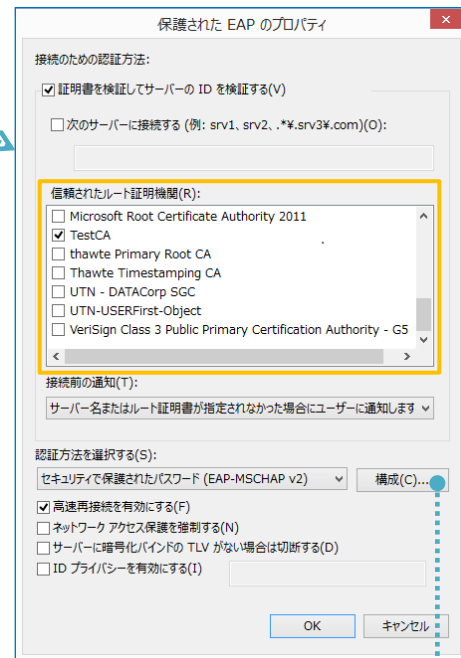 保護された EAP のプロパティ
接続のための認証方法:
証明書を検証してサーバーの ID を検証する(V)
次のサーバーに接続する (例: srv1、srv2、.*¥.srv3¥.com)(O):
信頼されたルート証明機関(R):
Microsoft Root Certificate Authority 2011
TestCA
thawte Primary Root CA
Thawte Timestamping CA
UTN - DATACorp SGC
UTN-USERFirst-Object
VeriSign Class 3 Public Primary Certification Authority - G5
接続前の通知(T):
サーバー名またはルート証明書が指定されなかった場合にユーザーに通知します
認証方法を選択する(S):
セキュリティで保護されたパスワード (EAP-MSCHAP v2)
構成(C)...
高速再接続を有効にする(F)
ネットワーク アクセス保護を強制する(N)
サーバーに暗号化バインドの TLV がない場合は切断する(D)
ID プライバシーを有効にする(I)
OK
キャンセル